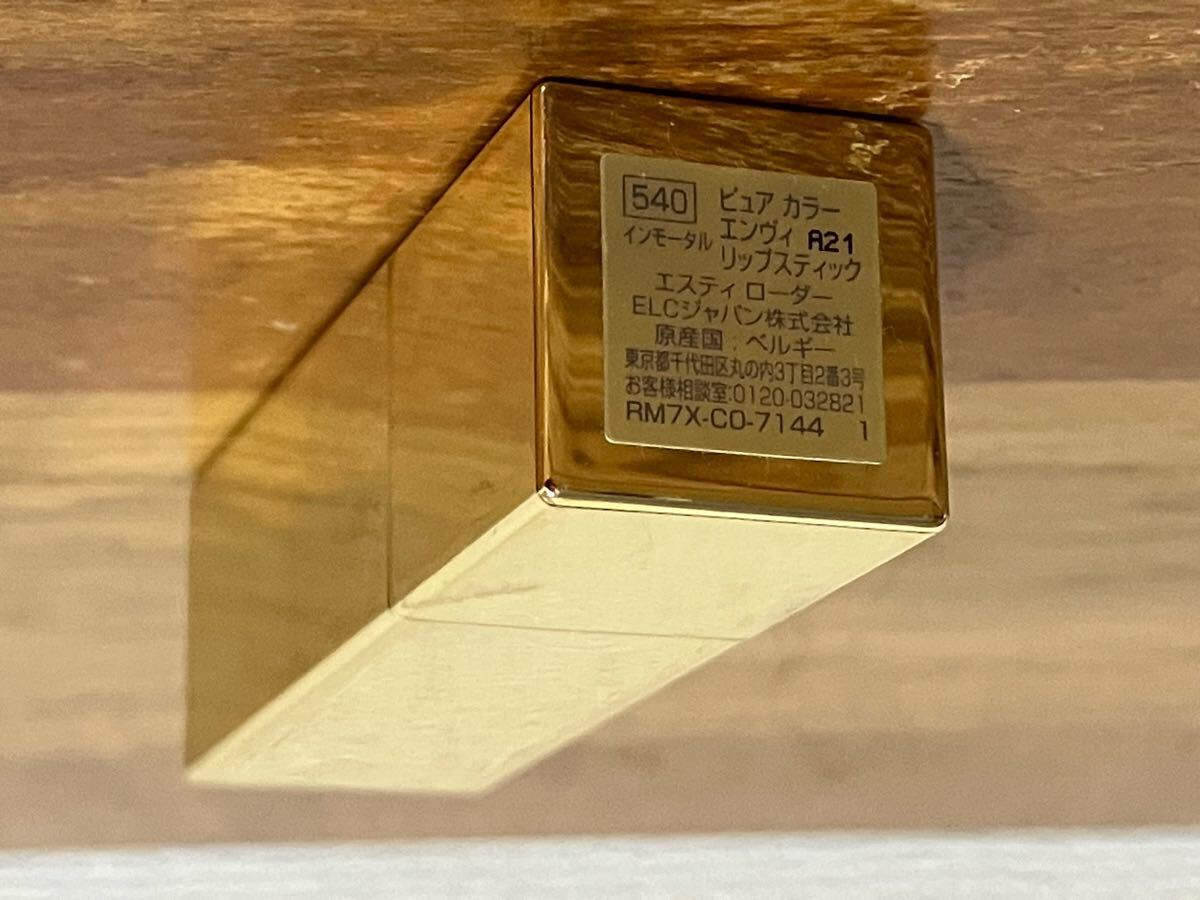 540 ピュア カラー
インモータル エンヴィ A21
リップスティック
エスティ ローダー
ELCジャパン株式会社
原産国:ベルギー
東京都千代田区丸の内3丁目2番3号
お客様相談室:0120-032821
RM7X-CO-7144 1